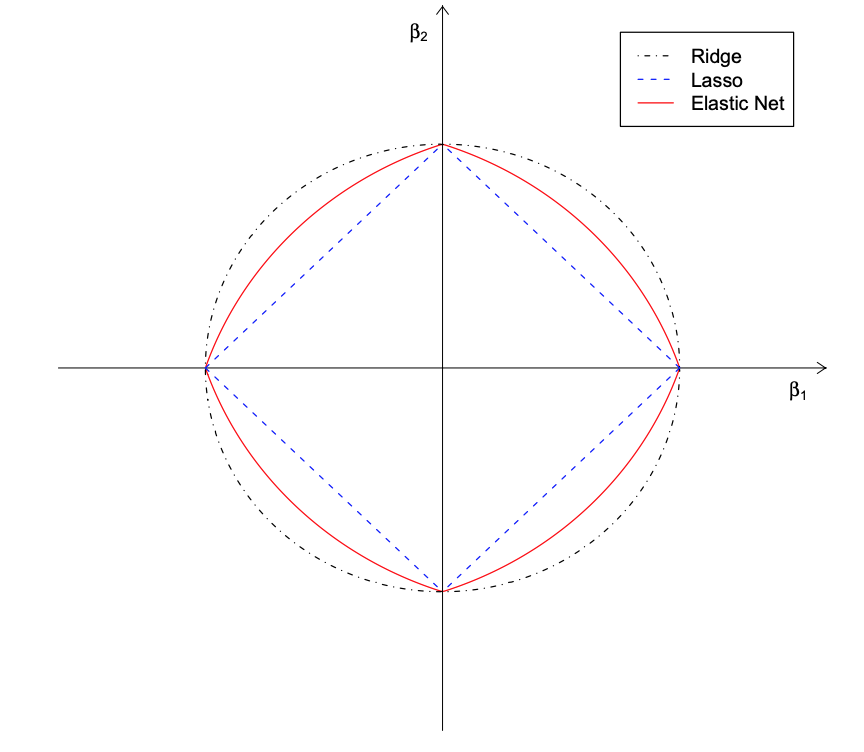 β₂
Ridge
Lasso
Elastic Net
β₁